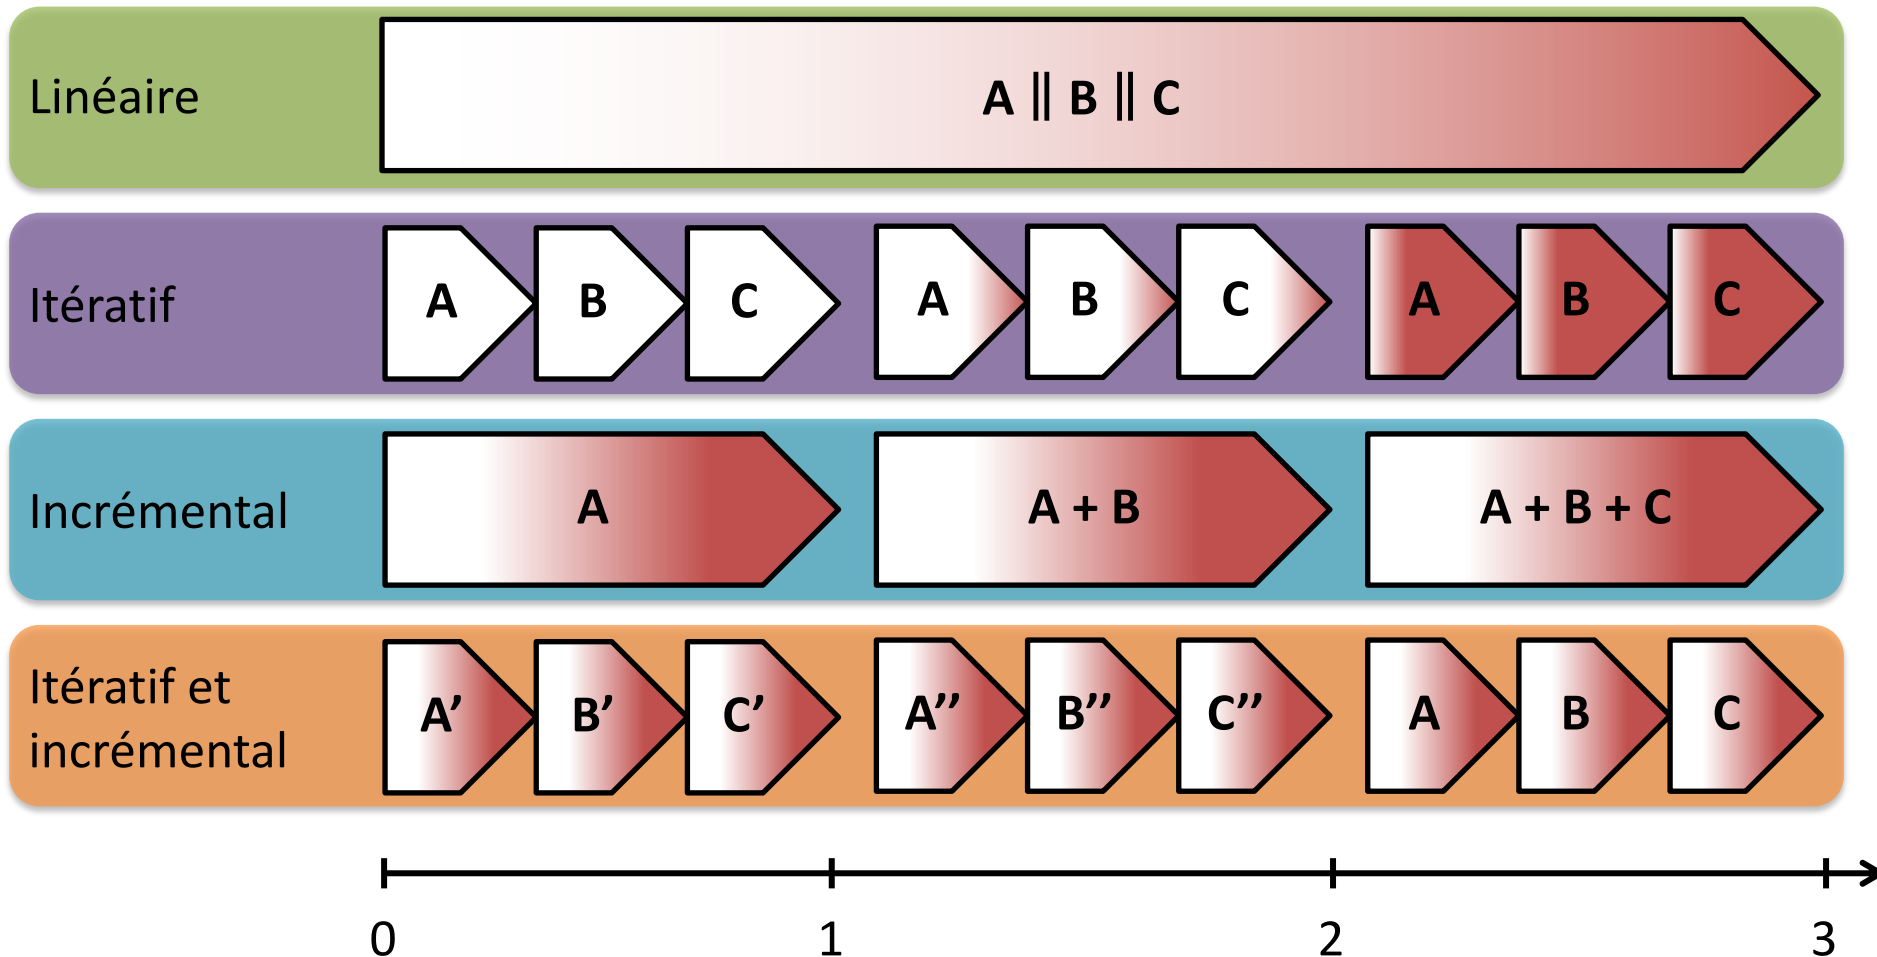 Linéaire
A || B || C
Itératif
A B C A B C A B C
Incrémental
A A + B A + B + C
Itératif et
incrémental
A’ B’ C’ A’’ B’’ C’’ A B C
0 1 2 3